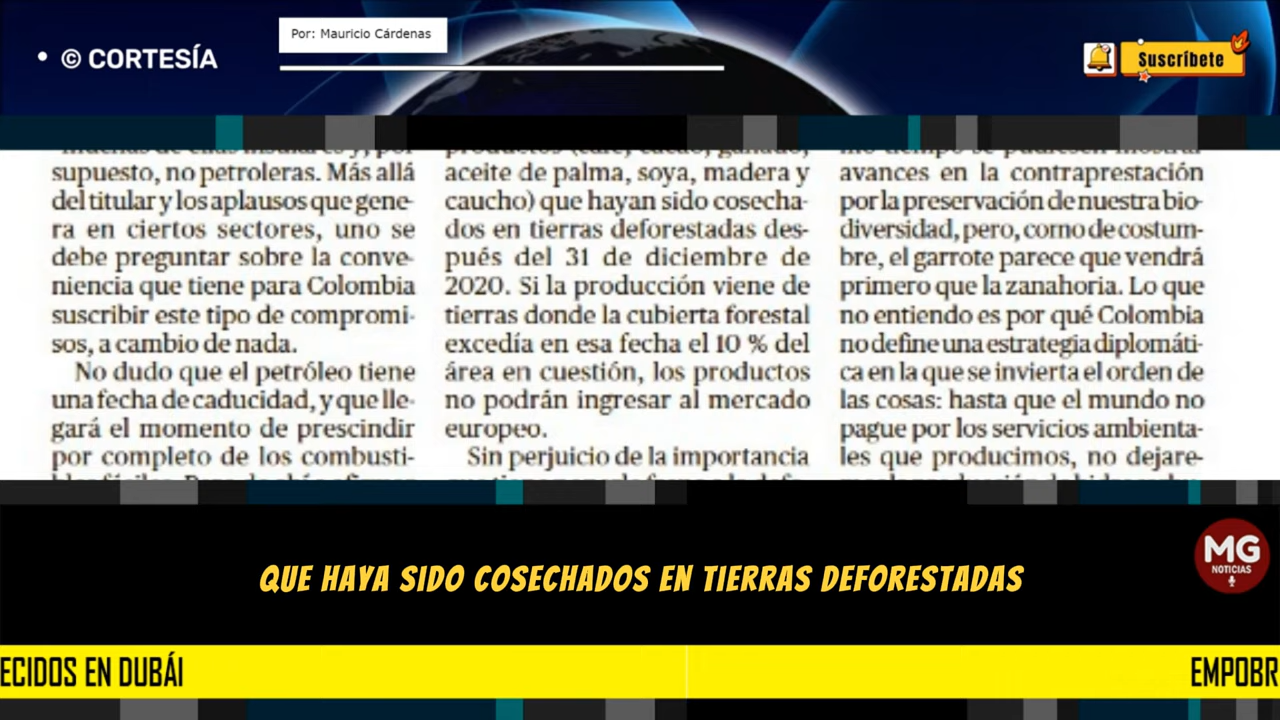 Por: Mauricio Cárdenas
• © CORTESÍA
Suscríbete
supuesto, no petroleras. Más allá
del titular y los aplausos que gene-
ra en ciertos sectores, uno se
debe preguntar sobre la conve-
niencia que tiene para Colombia
suscribir este tipo de compromi-
sos, a cambio de nada.
No dudo que el petróleo tiene
una fecha de caducidad, y que lle-
gará el momento de prescindir
por completo de los combusti-
aceite de palma, soya, madera y
caucho) que hayan sido cosecha-
dos en tierras deforestadas des-
pués del 31 de diciembre de
2020. Si la producción viene de
tierras donde la cubierta forestal
excedía en esa fecha el 10 % del
área en cuestión, los productos
no podrán ingresar al mercado
europeo.
Sin perjuicio de la importancia
avances en la contraprestación
por la preservación de nuestra bio-
diversidad, pero, como de costum-
bre, el garrote parece que vendrá
primero que la zanahoria. Lo que
no entiendo es por qué Colombia
no define una estrategia diplomáti-
ca en la que se invierta el orden de
las cosas: hasta que el mundo no
pague por los servicios ambienta-
les que producimos, no dejare-
MG
NOTICIAS
QUE HAYA SIDO COSECHADOS EN TIERRAS DEFORESTADAS
ECIDOS EN DUBÁI
EMPOBR